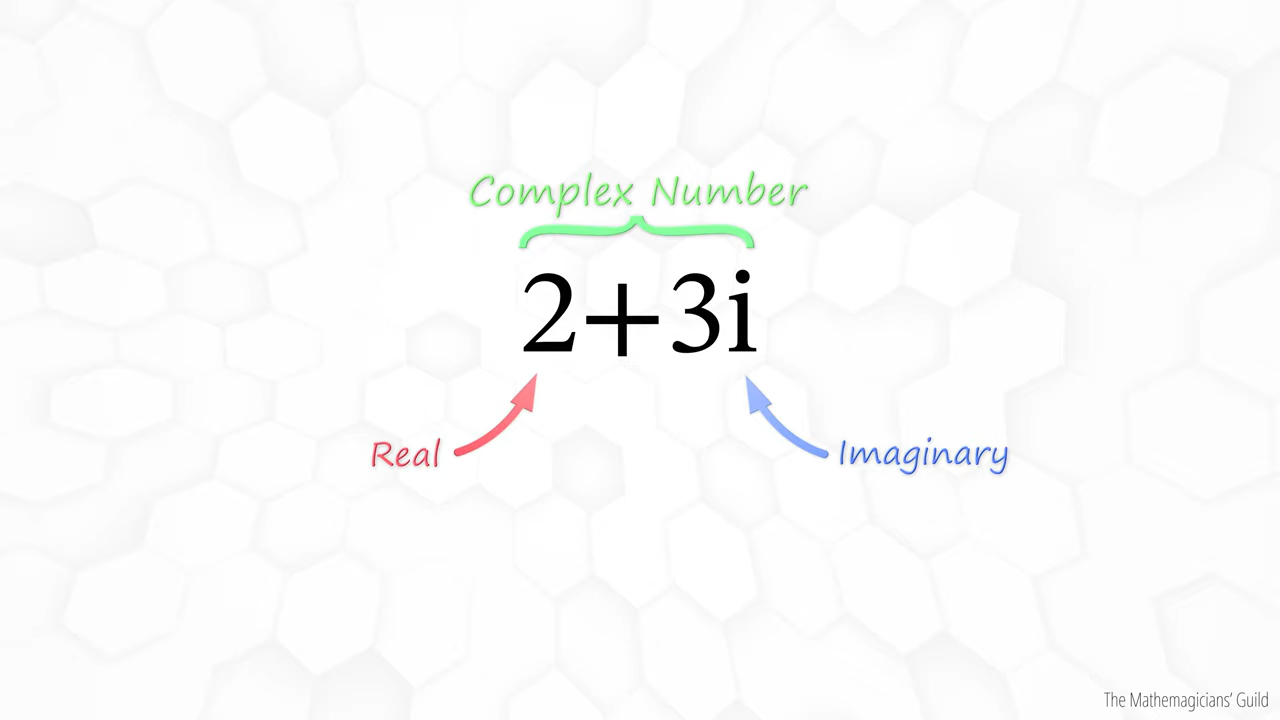 Complex Number
2+3i
Real
Imaginary
The Mathemagicians’ Guild